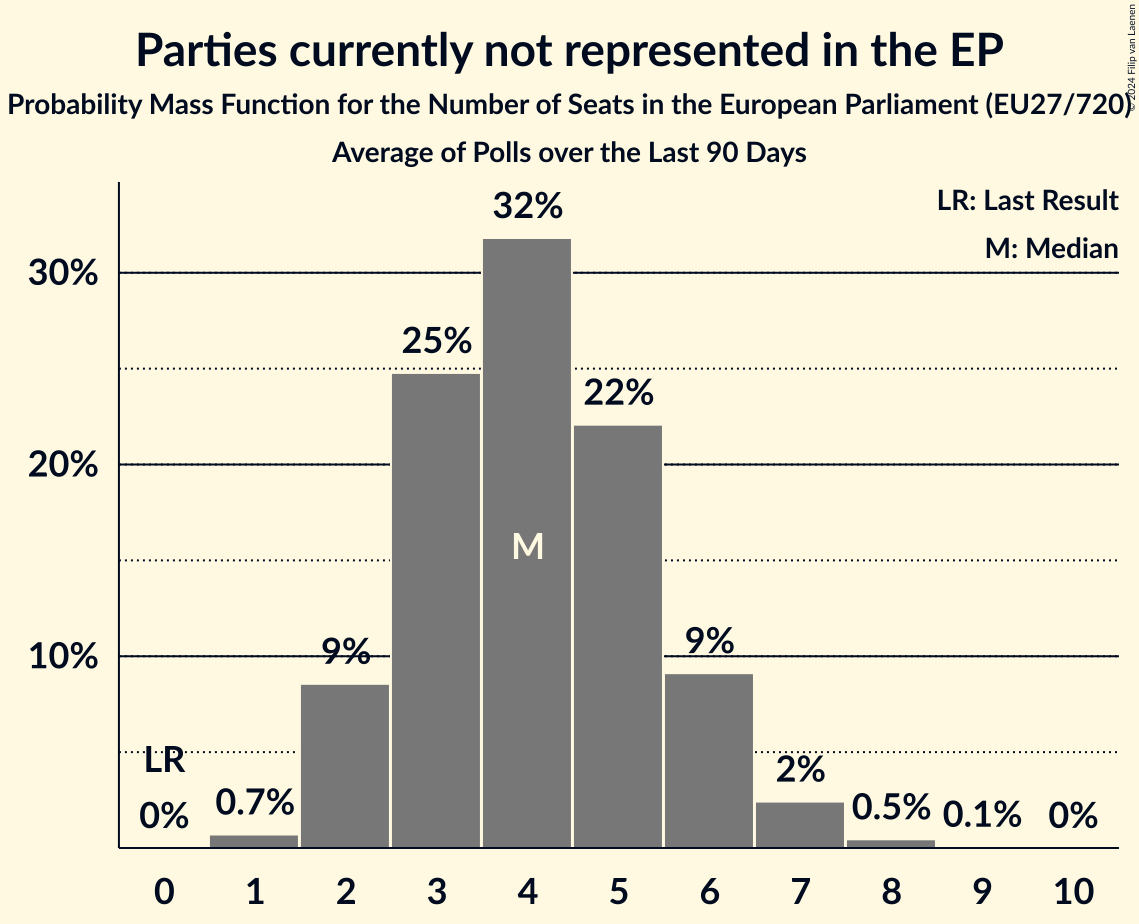 Parties currently not represented in the EP
Probability Mass Function for the Number of Seats in the European Parliament (EU27/720)
Average of Polls over the Last 90 Days
© 2024 Filip van Laenen
LR: Last Result
M: Median
30%
20%
10%
LR
0%
0.7%
9%
25%
32%
M
22%
9%
2%
0.5%
0.1%
0%
0 1 2 3 4 5 6 7 8 9 10